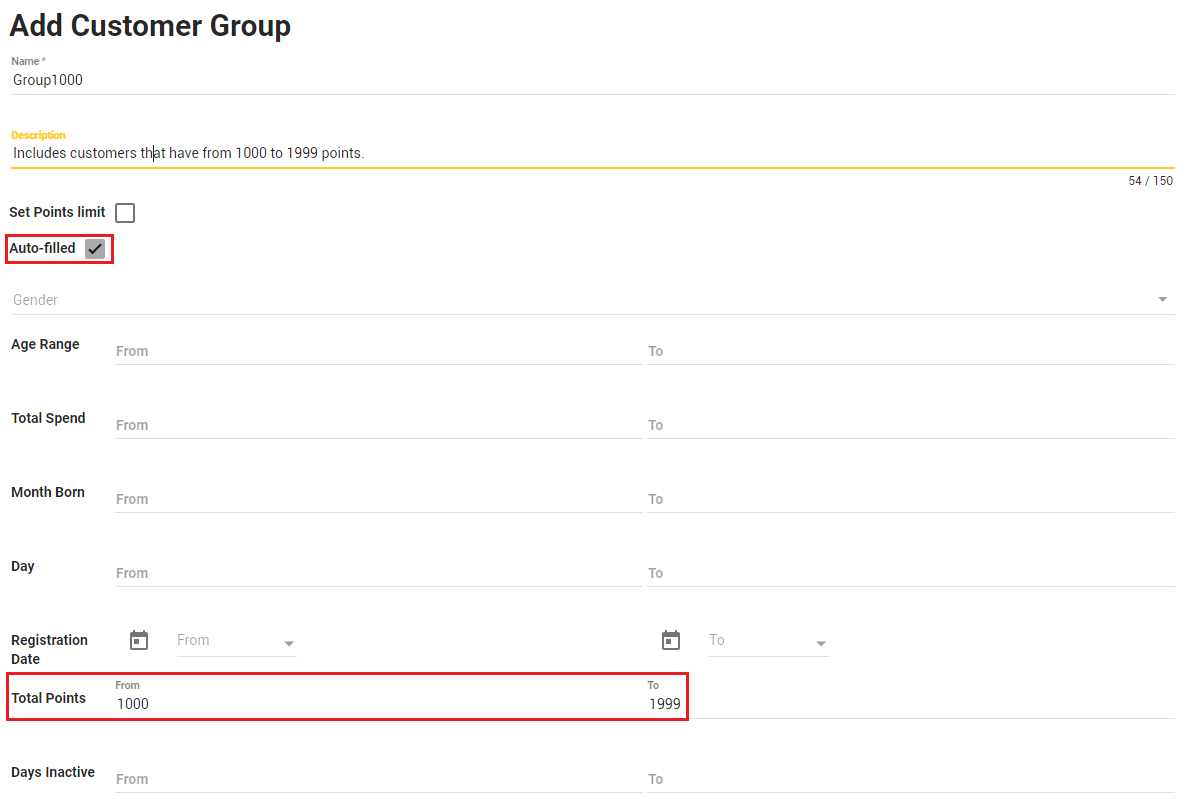 Add Customer Group
Name *
Group1000
Description
Includes customers that have from 1000 to 1999 points.
54 / 150
Set Points limit
Auto-filled
Gender
Age Range From To
Total Spend From To
Month Born From To
Day From To
Registration From To
Date
From To
Total Points
1000 1999
Days Inactive From To